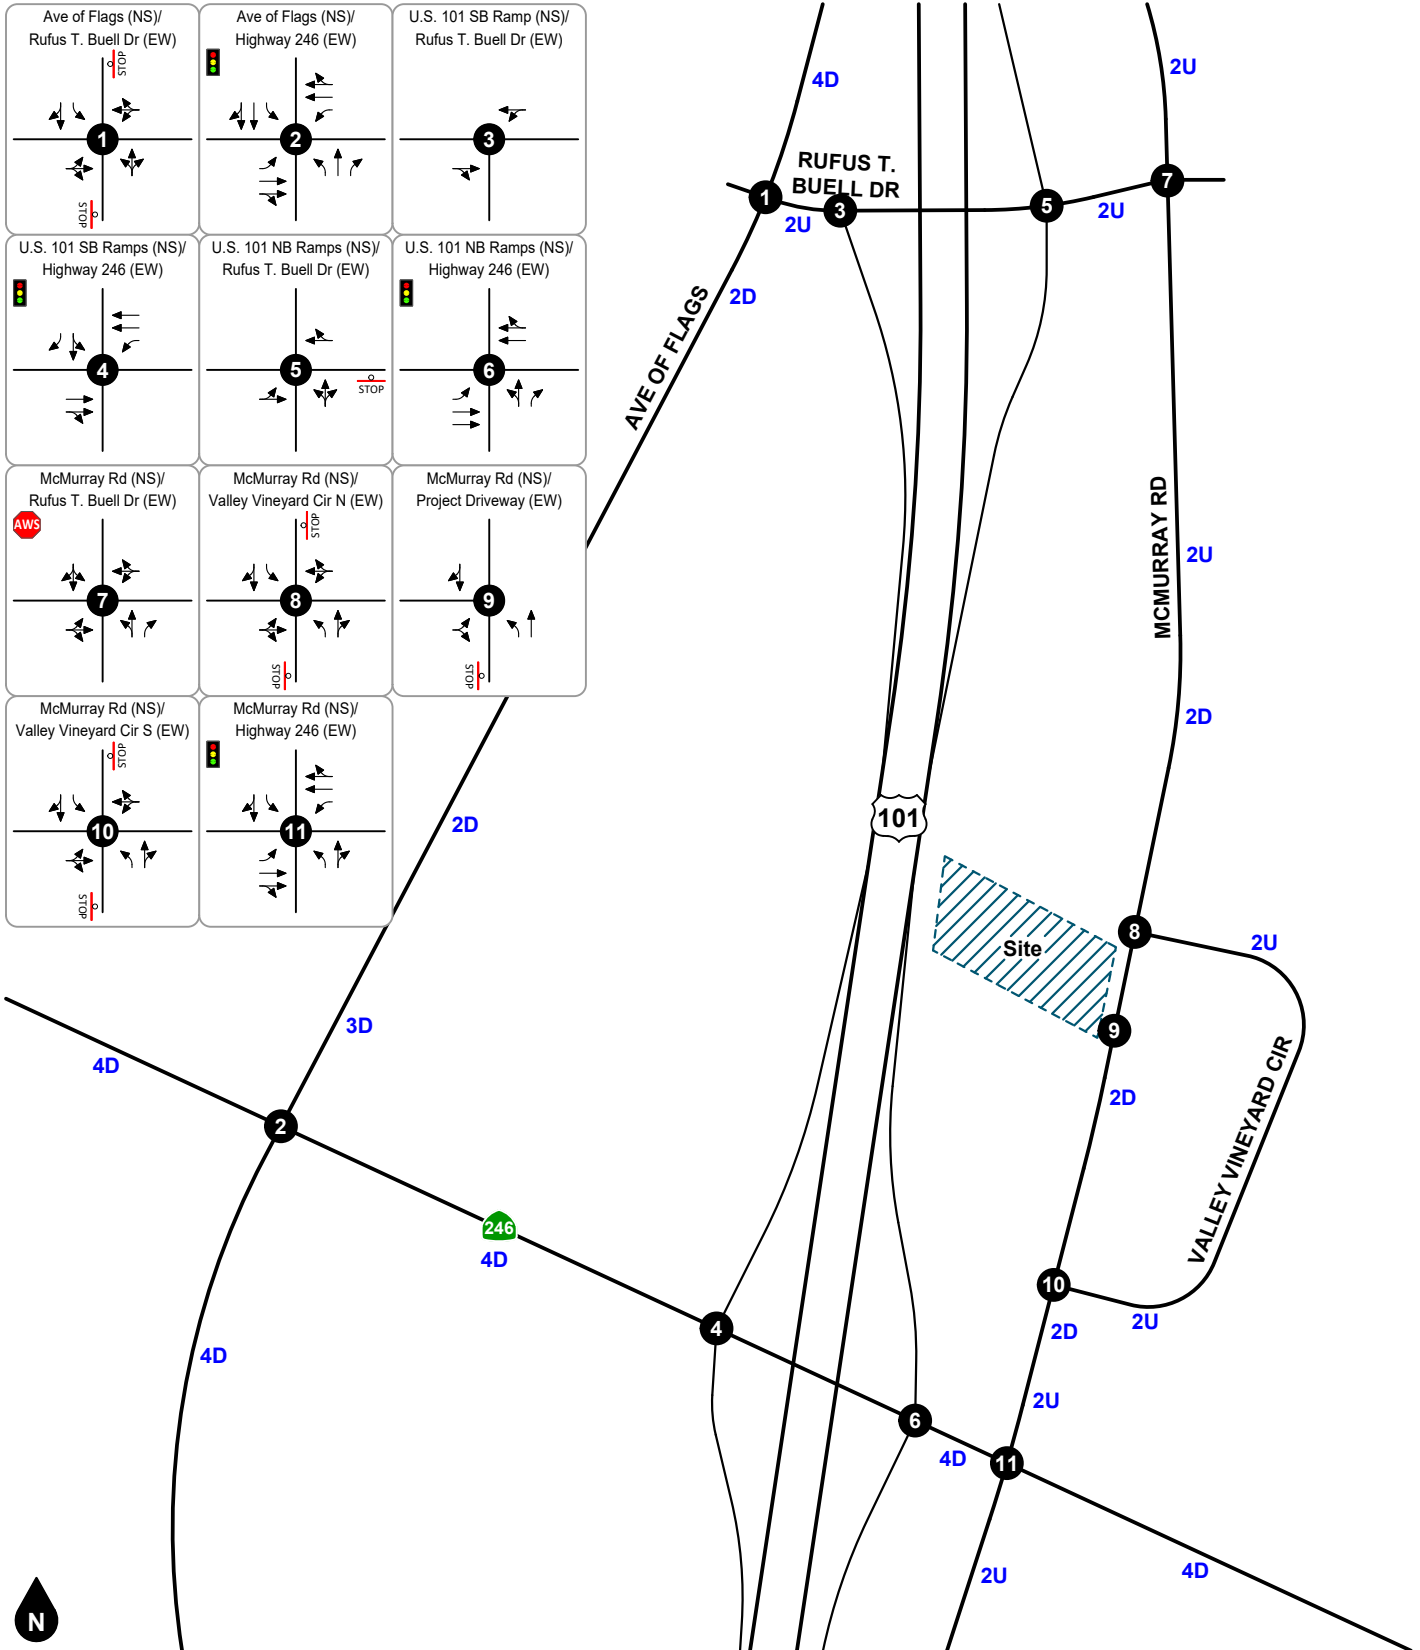 Ave of Flags (NS)/
Rufus T. Buell Dr (EW)
STOP
1
STOP
Ave of Flags (NS)/
Highway 246 (EW)
2
U.S. 101 SB Ramp (NS)/
Rufus T. Buell Dr (EW)
3
U.S. 101 SB Ramps (NS)/
Highway 246 (EW)
4
U.S. 101 NB Ramps (NS)/
Rufus T. Buell Dr (EW)
5
STOP
U.S. 101 NB Ramps (NS)/
Highway 246 (EW)
6
McMurray Rd (NS)/
Rufus T. Buell Dr (EW)
AWS
7
McMurray Rd (NS)/
Valley Vineyard Cir N (EW)
STOP
8
STOP
McMurray Rd (NS)/
Project Driveway (EW)
9
STOP
McMurray Rd (NS)/
Valley Vineyard Cir S (EW)
STOP
10
STOP
McMurray Rd (NS)/
Highway 246 (EW)
11
4D
2U
RUFUS T.
BUELL DR
1
3
5
7
2U
2U
2D
AVE OF FLAGS
MCMURRAY RD
2U
2D
101
2D
Site
8
2U
9
3D
4D
2D
2
VALLEY VINEYARD CIR
246
4D
10
2U
4
2D
4D
2U
6
4D
11
2U
4D
N